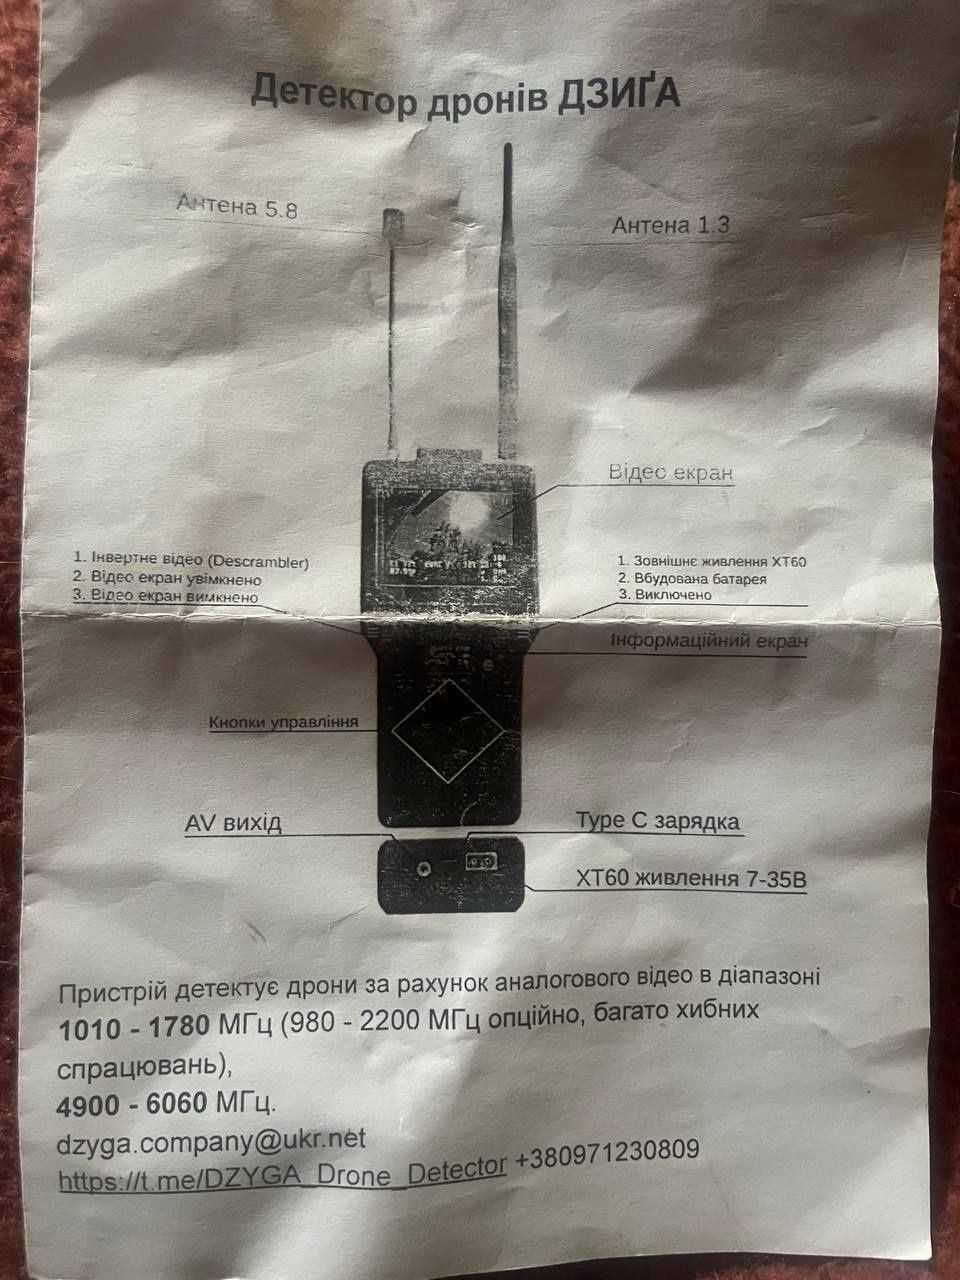 Детектор дронів ДЗИҐА
Антена 5.8
Антена 1.3
Відео екран
1. Інвертне відео (Descrambler)
2. Відео екран увімкнено
3. Відео екран вимкнено
1. Зовнішнє живлення XT60
2. Вбудована батарея
3. Виключено
Інформаційний екран
Кнопки управління
AV вихід
Type C зарядка
XT60 живлення 7-35В
Пристрій детектує дрони за рахунок аналогового відео в діапазоні
1010 - 1780 МГц (980 - 2200 МГц опційно, багато хибних
спрацювань),
4900 - 6060 МГц.
dzyga.company@ukr.net
https://t.me/DZYGA_Drone_Detector +380971230809